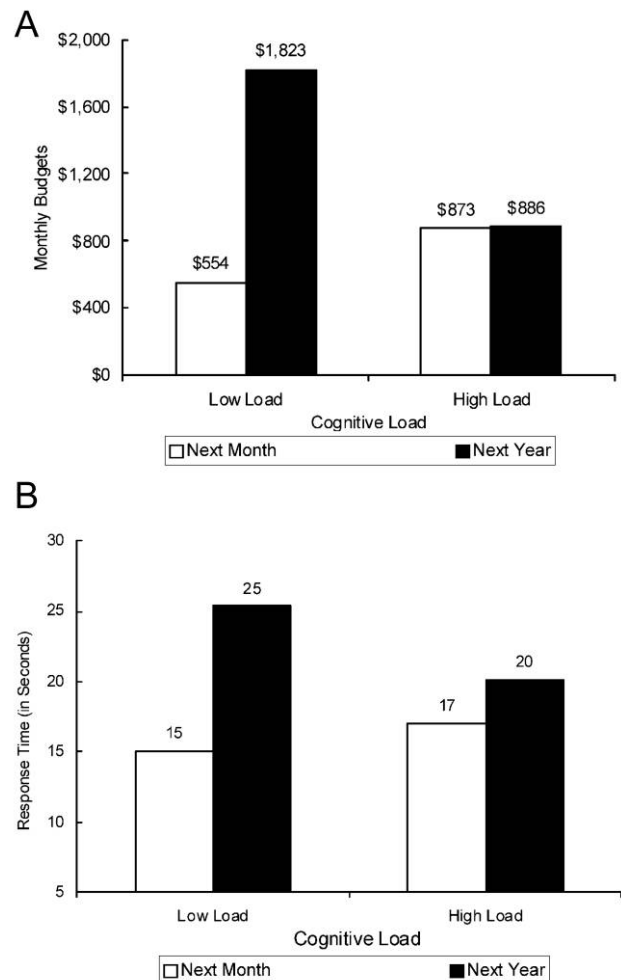 A
$2,000
$1,823
$1,600
Monthly Budgets
$1,200
$873
$886
$800
$554
$400
$0
Low Load
High Load
Cognitive Load
Next Month
Next Year
B
30
25
25
Response Time (in Seconds)
20
20
17
15
15
10
5
Low Load
High Load
Cognitive Load
Next Month
Next Year